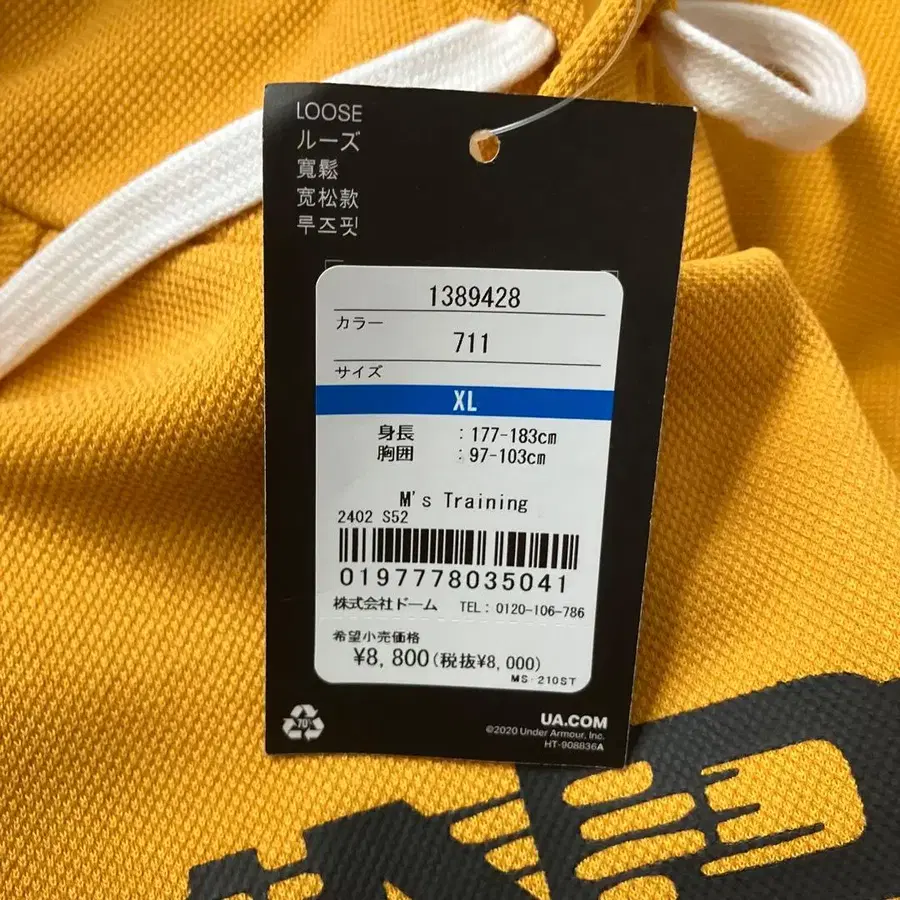 LOOSE
ルーズ
寬鬆
宽松款
루즈핏
1389428
カラー
711
サイズ
XL
身長 : 177-183cm
胸囲 : 97-103cm
M's Training
2402 S52
0197778035041
株式会社ドーム TEL: 0120-106-786
希望小売価格
¥8,800(税抜¥8,000)
MS-210ST
70%
UA.COM
©2020 Under Armour, Inc.
HT-908836A